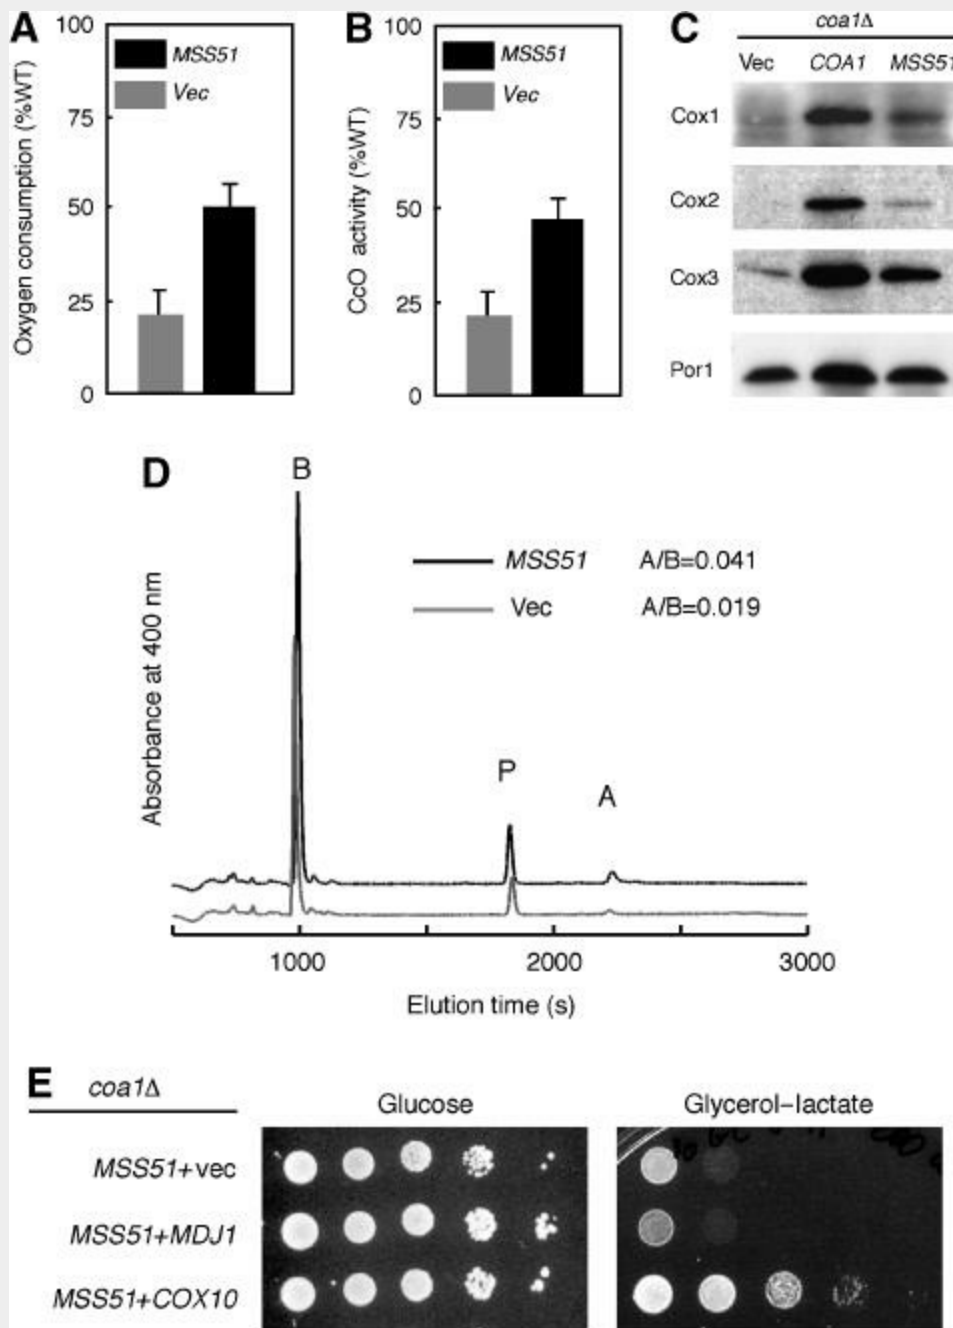 A
Oxygen consumption (%WT)
100
75
50
25
0
MSS51
Vec
B
CcO activity (%WT)
100
75
50
25
0
MSS51
Vec
C
coa1Δ
Vec COA1 MSS51
Cox1
Cox2
Cox3
Por1
D
Absorbance at 400 nm
B
P
A
MSS51 A/B=0.041
Vec A/B=0.019
1000 2000 3000
Elution time (s)
E
coa1Δ
Glucose
Glycerol–lactate
MSS51+vec
MSS51+MDJ1
MSS51+COX10